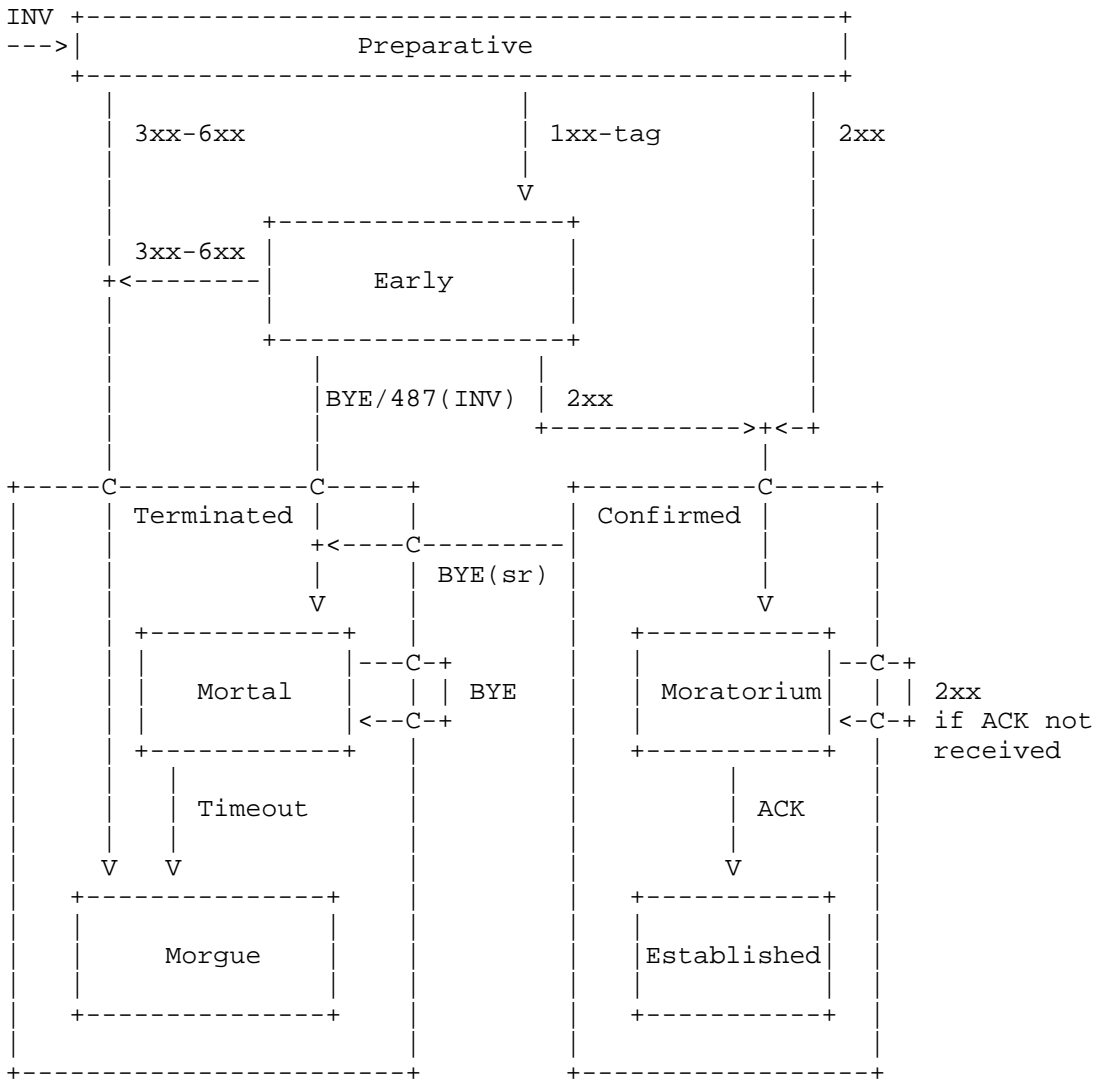 INV
Preparative
3xx-6xx 1xx-tag 2xx
3xx-6xx
Early
BYE/487(INV) 2xx
C C C
Terminated Confirmed
C
BYE(sr)
C C
Mortal BYE Moratorium 2xx
C C if ACK not
received
Timeout ACK
V V V
Morgue Established